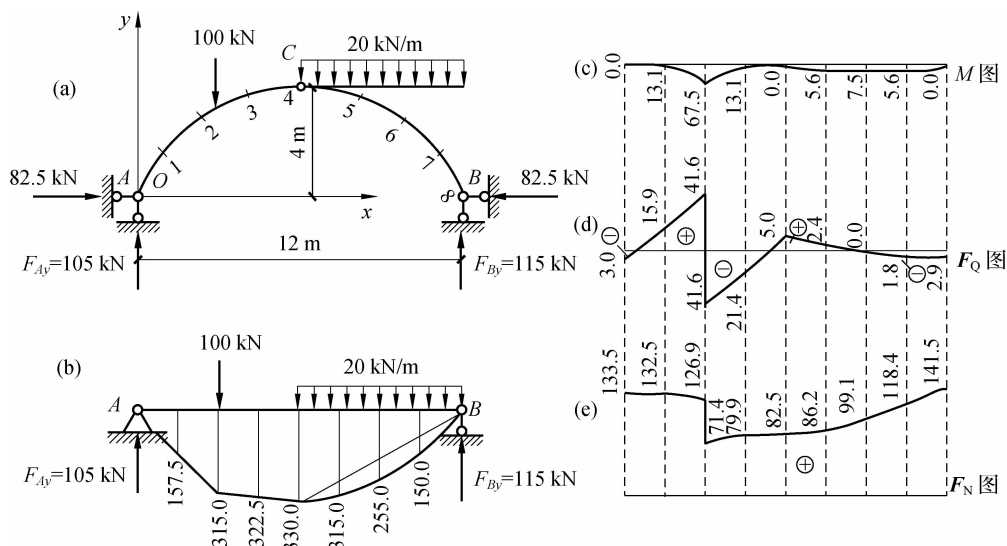 (a)
y
100 kN
C
20 kN/m
1
2
3
4
5
6
7
8
4 m
82.5 kN
A
O
x
B
82.5 kN
12 m
F_Ay=105 kN
F_By=115 kN
(b)
100 kN
20 kN/m
A
B
F_Ay=105 kN
F_By=115 kN
157.5
315.0
322.5
330.0
315.0
255.0
150.0
(c)
0.0
13.1
67.5
13.1
0.0
5.6
7.5
5.6
0.0
M 图
(d)
3.0
15.9
41.6
41.6
21.4
5.0
2.4
0.0
1.8
2.9
F_Q 图
(e)
133.5
132.5
126.9
71.4
79.9
82.5
86.2
99.1
118.4
141.5
F_N 图